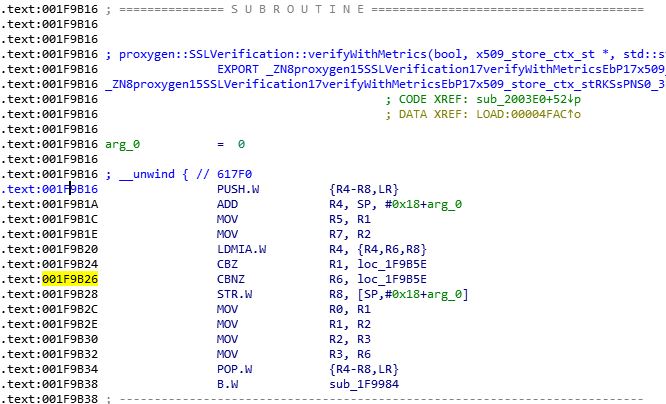 .text:001F9B16 ; =============== S U B R O U T I N E =======================================
.text:001F9B16
.text:001F9B16
.text:001F9B16 ; proxygen::SSLVerification::verifyWithMetrics(bool, x509_store_ctx_st *, std::s
.text:001F9B16 EXPORT _ZN8proxygen15SSLVerification17verifyWithMetricsEbP17x509_
.text:001F9B16 _ZN8proxygen15SSLVerification17verifyWithMetricsEbP17x509_store_ctx_stRKSsPNS0_3
.text:001F9B16 ; CODE XREF: sub_2003E0+52↓p
.text:001F9B16 ; DATA XREF: LOAD:00004FAC↑o
.text:001F9B16
.text:001F9B16 arg_0 = 0
.text:001F9B16
.text:001F9B16 ; __unwind { // 617F0
.text:001F9B16 PUSH.W {R4-R8,LR}
.text:001F9B1A ADD R4, SP, #0x18+arg_0
.text:001F9B1C MOV R5, R1
.text:001F9B1E MOV R7, R2
.text:001F9B20 LDMIA.W R4, {R4,R6,R8}
.text:001F9B24 CBZ R1, loc_1F9B5E
.text:001F9B26 CBNZ R6, loc_1F9B5E
.text:001F9B28 STR.W R8, [SP,#0x18+arg_0]
.text:001F9B2C MOV R0, R1
.text:001F9B2E MOV R1, R2
.text:001F9B30 MOV R2, R3
.text:001F9B32 MOV R3, R6
.text:001F9B34 POP.W {R4-R8,LR}
.text:001F9B38 B.W sub_1F9984
.text:001F9B38 ; ---------------------------------------------------------------------------